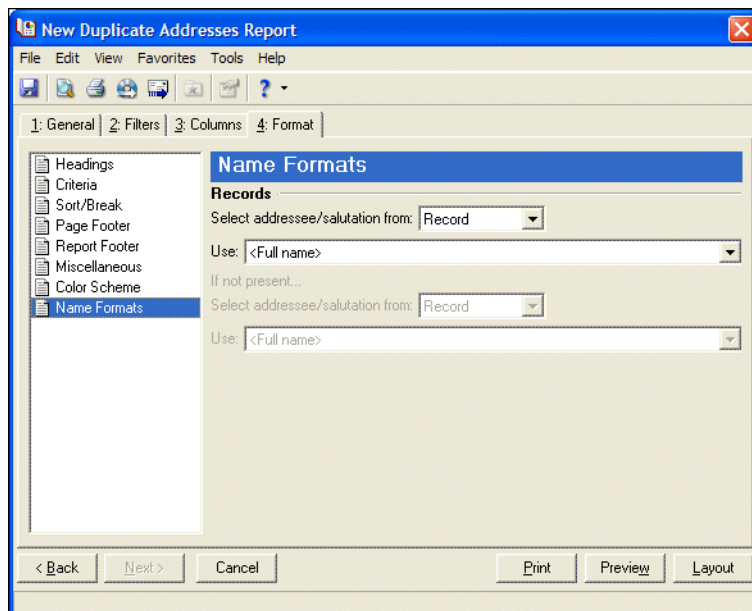 New Duplicate Addresses Report
File Edit View Favorites Tools Help
1: General 2: Filters 3: Columns 4: Format
Headings
Criteria
Sort/Break
Page Footer
Report Footer
Miscellaneous
Color Scheme
Name Formats
Name Formats
Records
Select addressee/salutation from: Record
Use: <Full name>
If not present...
Select addressee/salutation from: Record
Use: <Full name>
< Back Next > Cancel Print Preview Layout